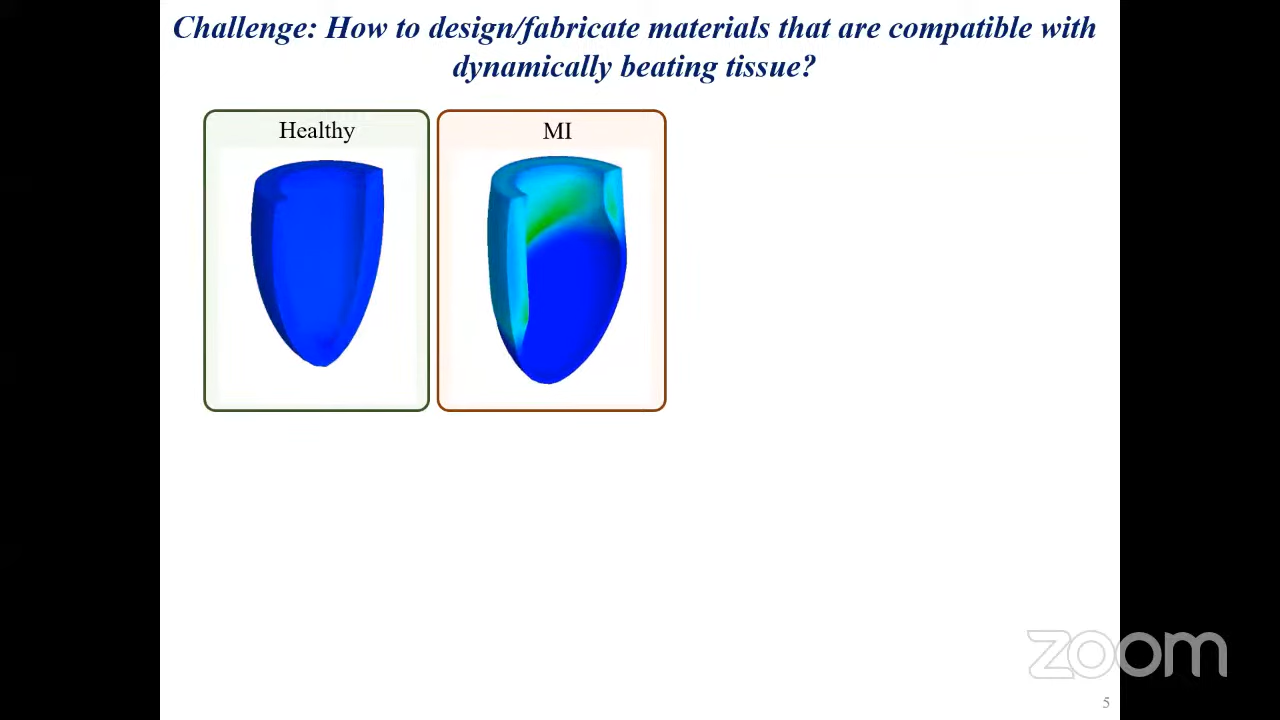 Challenge: How to design/fabricate materials that are compatible with
dynamically beating tissue?
Healthy
MI
zoom
5